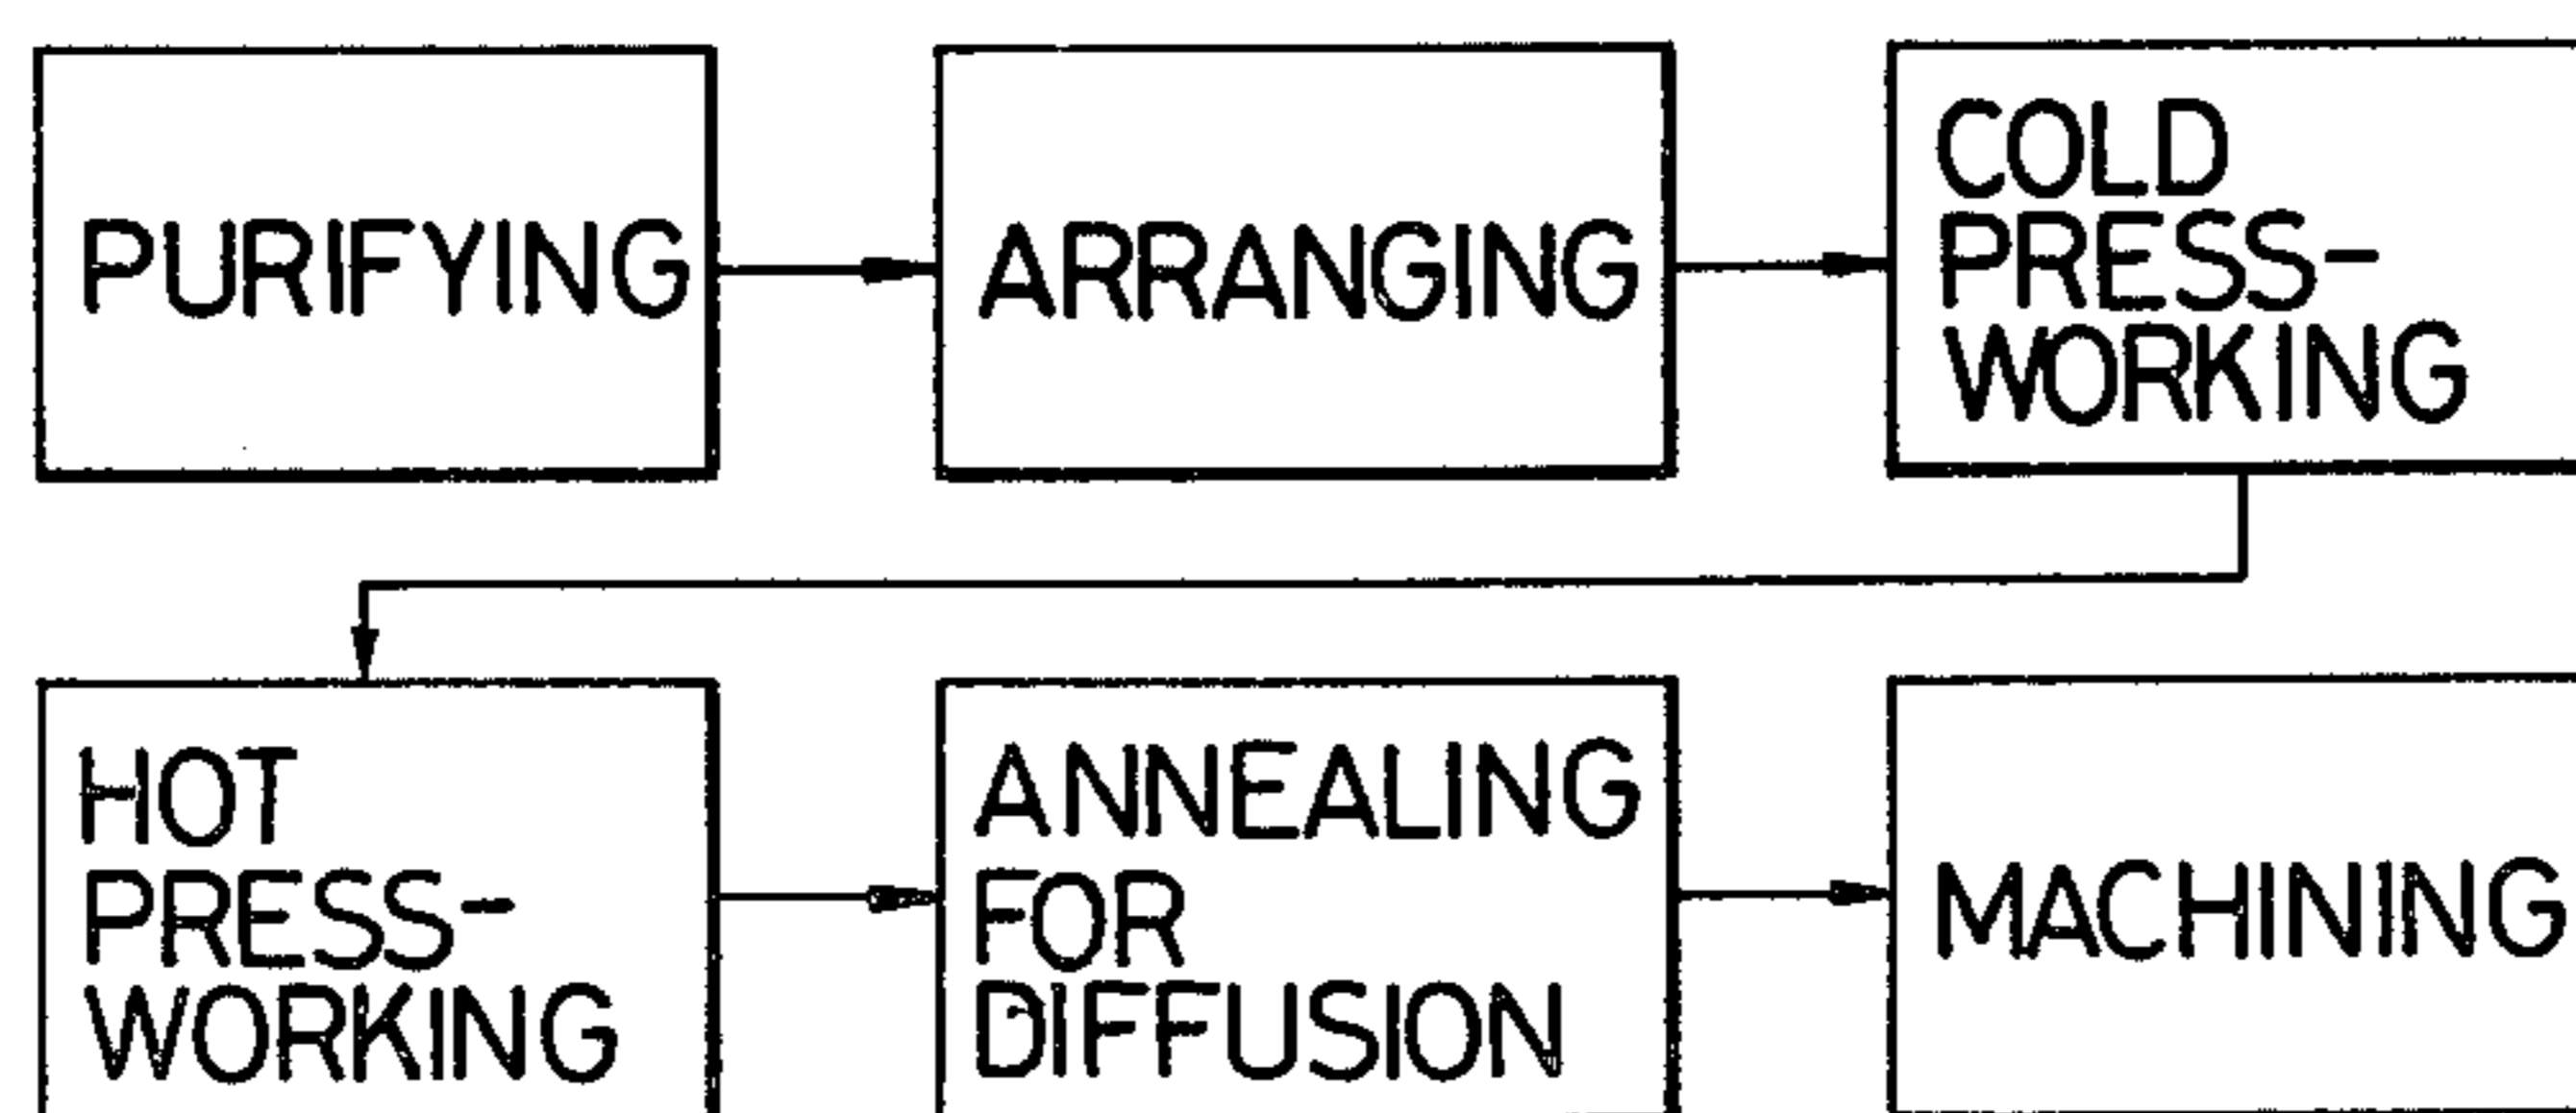 PURIFYING
ARRANGING
COLD
PRESS-
WORKING
HOT
PRESS-
WORKING
ANNEALING
FOR
DIFFUSION
MACHINING